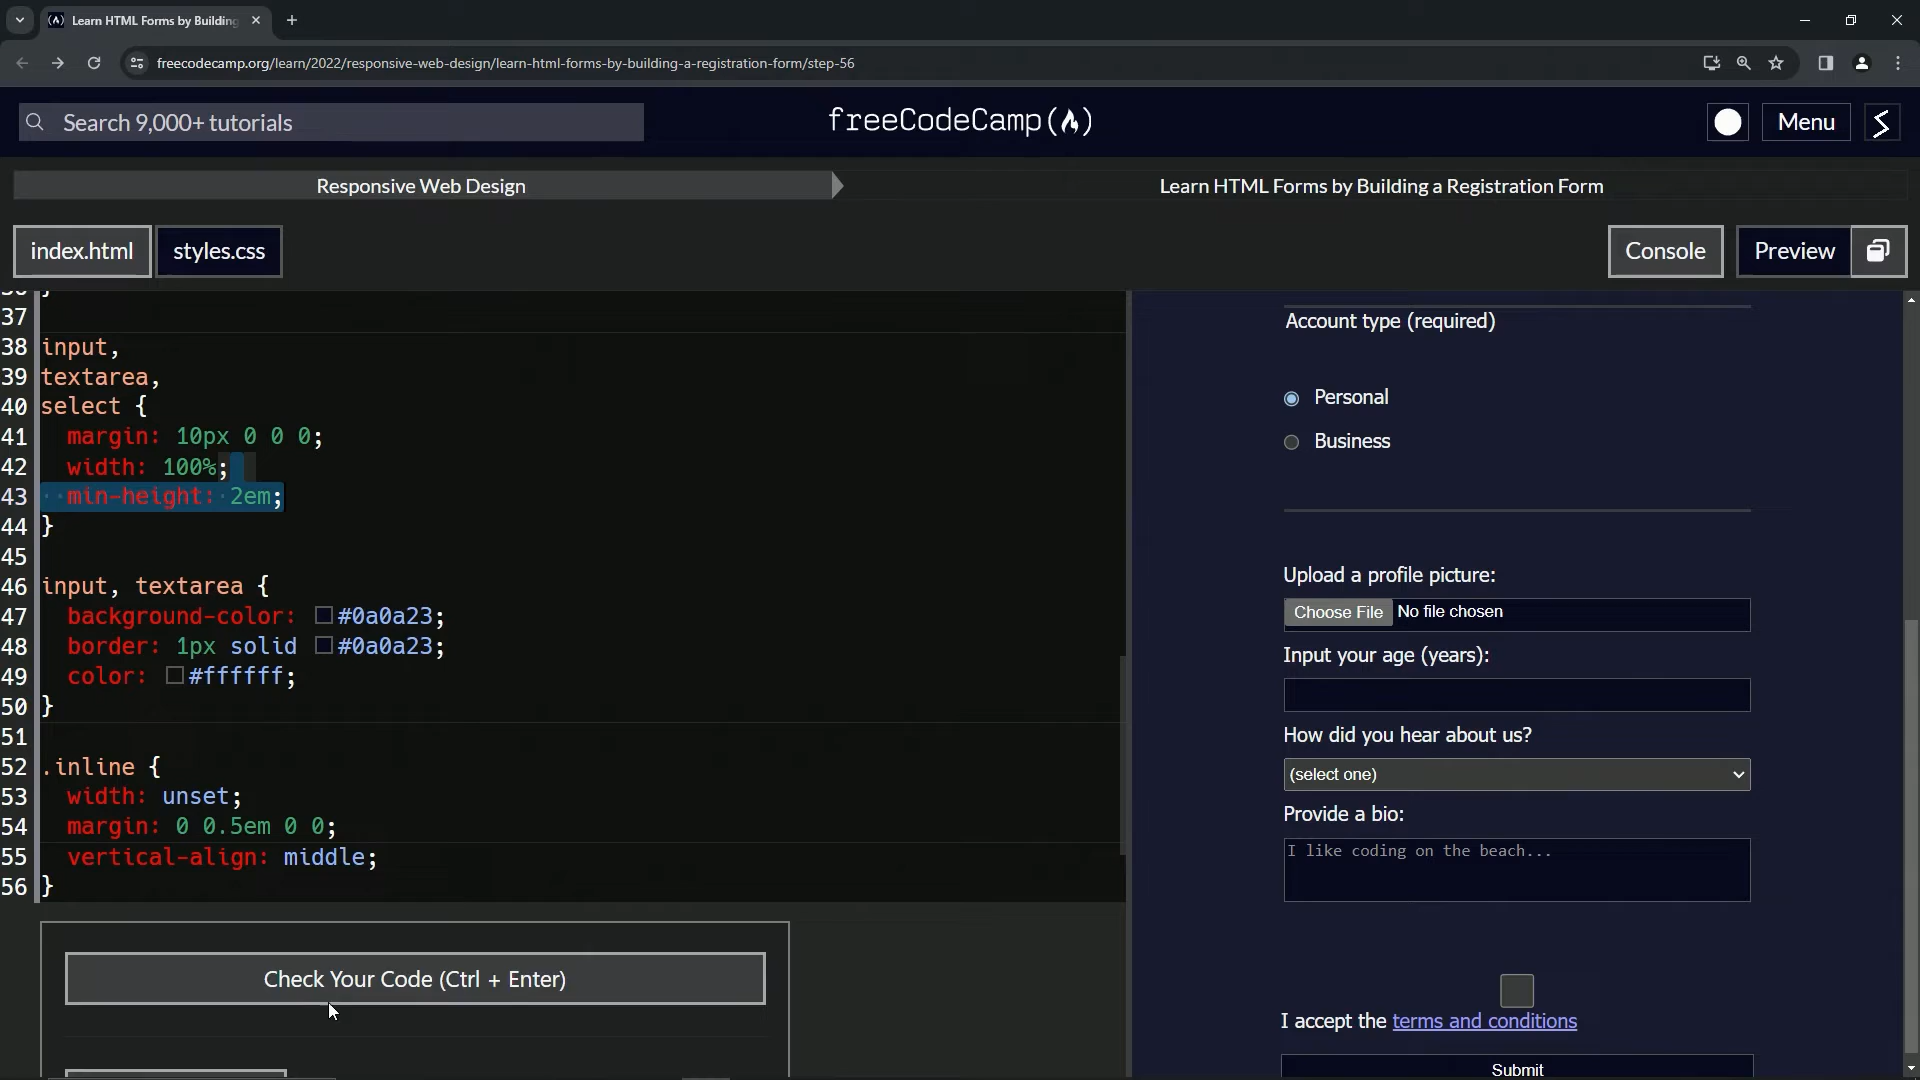 Learn HTML Forms by Building
freecodecamp.org/learn/2022/responsive-web-design/learn-html-forms-by-building-a-registration-form/step-56
Search 9,000+ tutorials
freeCodeCamp
Menu
Responsive Web Design
Learn HTML Forms by Building a Registration Form
index.html
styles.css
Console
Preview
37
38 input,
39 textarea,
40 select {
41 margin: 10px 0 0 0;
42 width: 100%;
43 min-height: 2em;
44 }
45
46 input, textarea {
47 background-color: #0a0a23;
48 border: 1px solid #0a0a23;
49 color: #ffffff;
50 }
51
52 .inline {
53 width: unset;
54 margin: 0 0.5em 0 0;
55 vertical-align: middle;
56 }
Check Your Code (Ctrl + Enter)
Account type (required)
Personal
Business
Upload a profile picture:
Choose File No file chosen
Input your age (years):
How did you hear about us?
(select one)
Provide a bio:
I like coding on the beach...
I accept the terms and conditions
Submit